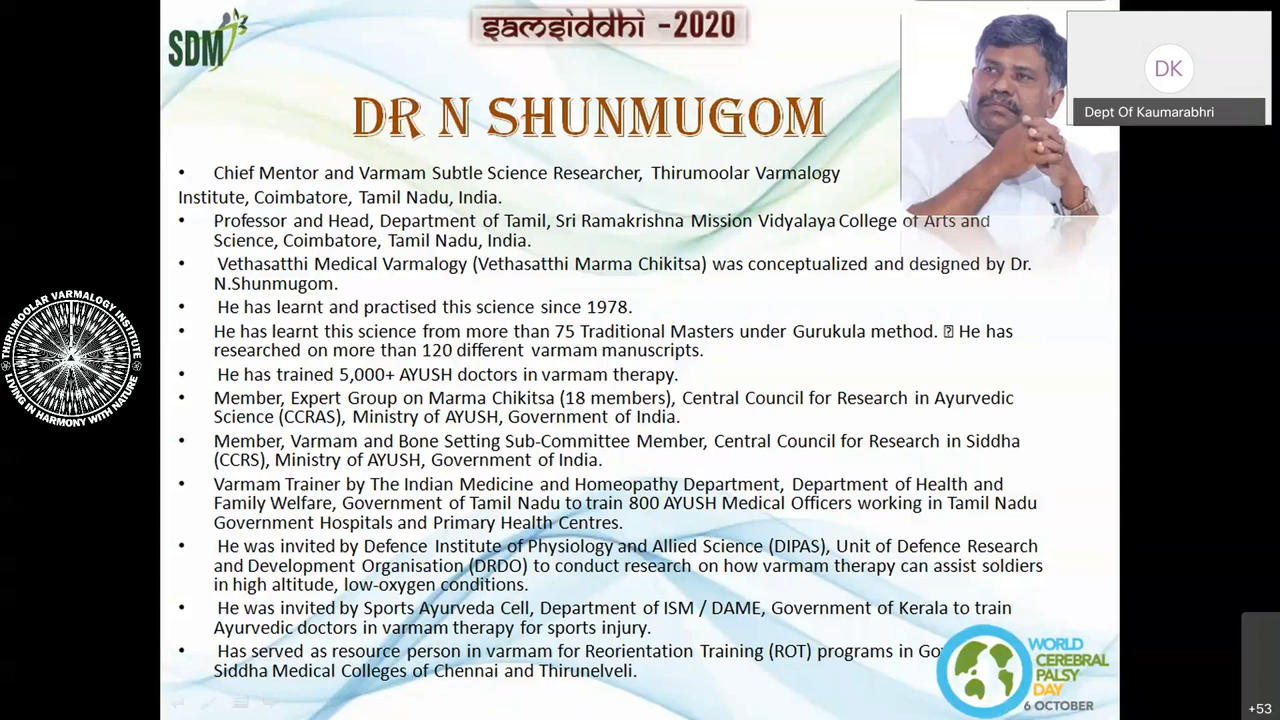 SDM
samsiddhi -2020
DK
Dept Of Kaumarabhri
DR N SHUNMUGOM
• Chief Mentor and Varmam Subtle Science Researcher, Thirumoolar Varmalogy
Institute, Coimbatore, Tamil Nadu, India.
• Professor and Head, Department of Tamil, Sri Ramakrishna Mission Vidyalaya College of Arts and
Science, Coimbatore, Tamil Nadu, India.
• Vethasatthi Medical Varmalogy (Vethasatthi Marma Chikitsa) was conceptualized and designed by Dr.
N.Shunmugom.
• He has learnt and practised this science since 1978.
• He has learnt this science from more than 75 Traditional Masters under Gurukula method. He has
researched on more than 120 different varmam manuscripts.
• He has trained 5,000+ AYUSH doctors in varmam therapy.
• Member, Expert Group on Marma Chikitsa (18 members), Central Council for Research in Ayurvedic
Science (CCRAS), Ministry of AYUSH, Government of India.
• Member, Varmam and Bone Setting Sub-Committee Member, Central Council for Research in Siddha
(CCRS), Ministry of AYUSH, Government of India.
• Varmam Trainer by The Indian Medicine and Homeopathy Department, Department of Health and
Family Welfare, Government of Tamil Nadu to train 800 AYUSH Medical Officers working in Tamil Nadu
Government Hospitals and Primary Health Centres.
• He was invited by Defence Institute of Physiology and Allied Science (DIPAS), Unit of Defence Research
and Development Organisation (DRDO) to conduct research on how varmam therapy can assist soldiers
in high altitude, low-oxygen conditions.
• He was invited by Sports Ayurveda Cell, Department of ISM / DAME, Government of Kerala to train
Ayurvedic doctors in varmam therapy for sports injury.
• Has served as resource person in varmam for Reorientation Training (ROT) programs in
Siddha Medical Colleges of Chennai and Thirunelveli.
THIRUMOOLAR VARMALOGY INSTITUTE
LIVING IN HARMONY WITH NATURE
WORLD
CEREBRAL
PALSY
DAY
6 OCTOBER
+53